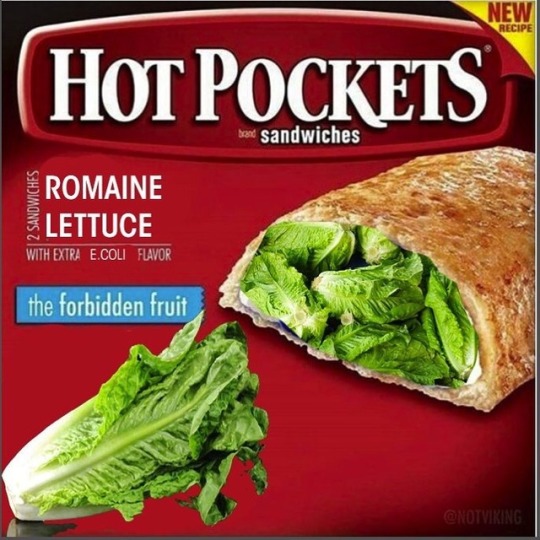 NEW
RECIPE
HOT POCKETS®
brand sandwiches
2 SANDWICHES
ROMAINE
LETTUCE
WITH EXTRA E.COLI FLAVOR
the forbidden fruit
@NOTVIKING